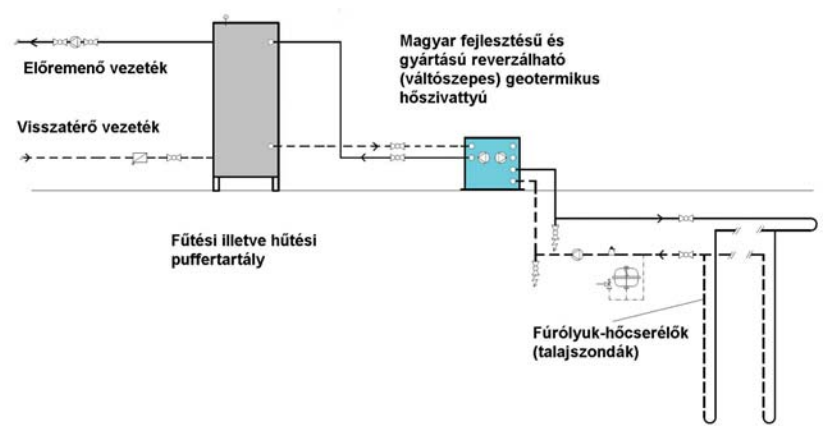 Magyar fejlesztésű és
gyártású reverzálható
(váltószepes) geotermikus
hőszivattyú
Előremenő vezeték
Visszatérő vezeték
Fűtési illetve hűtési
puffertartály
Fúrólyuk-hőcserélők
(talajszondák)